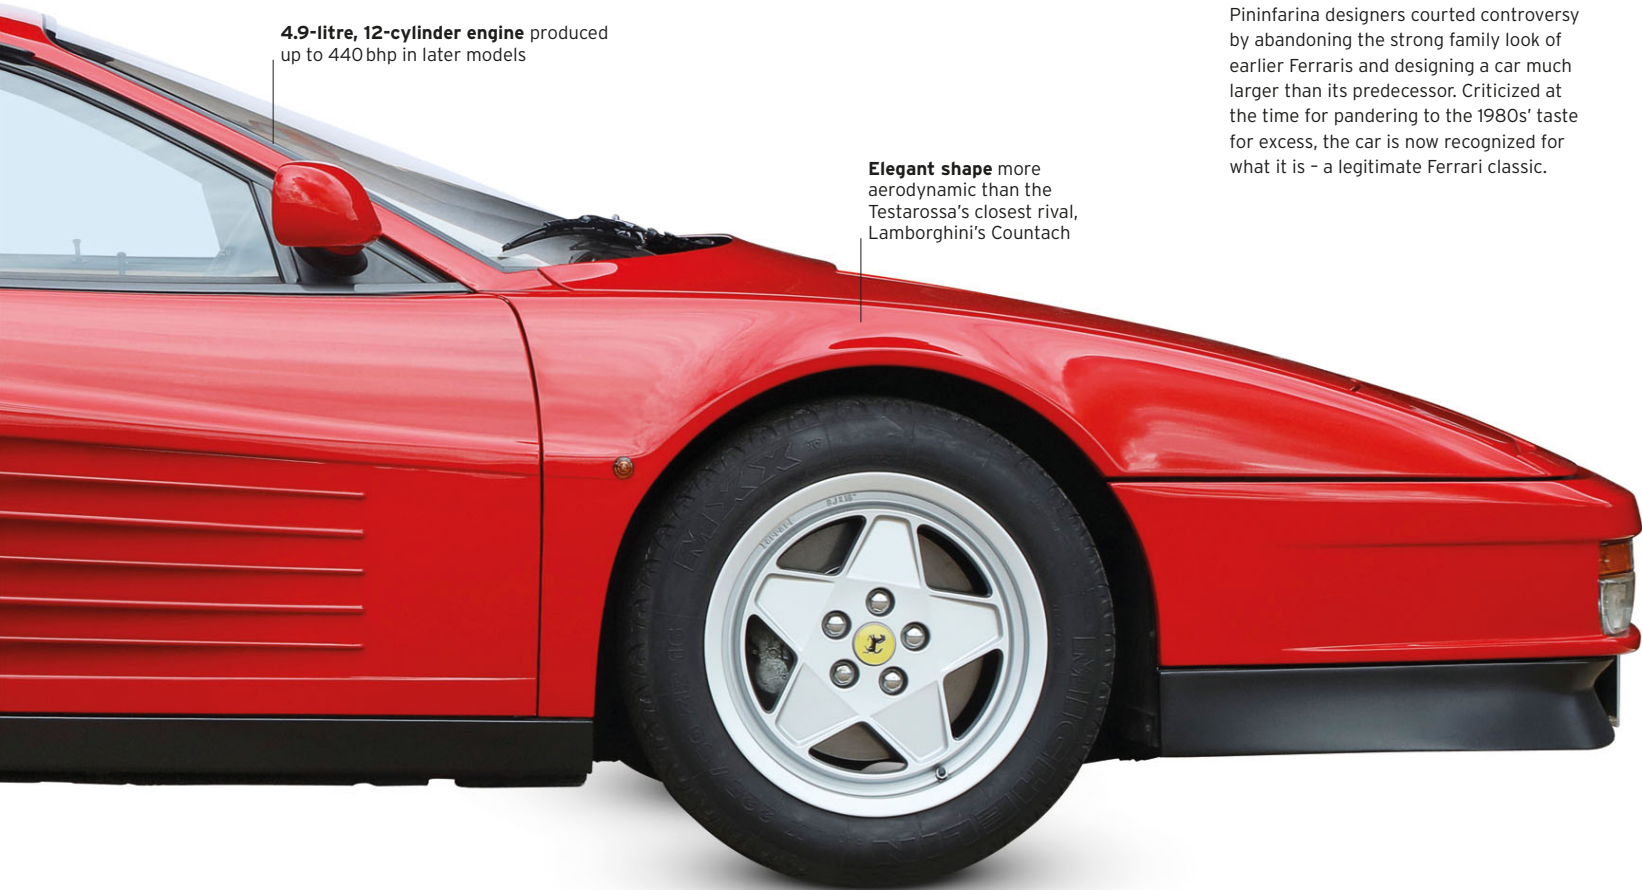 4.9-litre, 12-cylinder engine produced
up to 440 bhp in later models
Elegant shape more
aerodynamic than the
Testarossa's closest rival,
Lamborghini's Countach
Pininfarina designers courted controversy
by abandoning the strong family look of
earlier Ferraris and designing a car much
larger than its predecessor. Criticized at
the time for pandering to the 1980s' taste
for excess, the car is now recognized for
what it is – a legitimate Ferrari classic.
MXX
Ferrari
MICHELIN